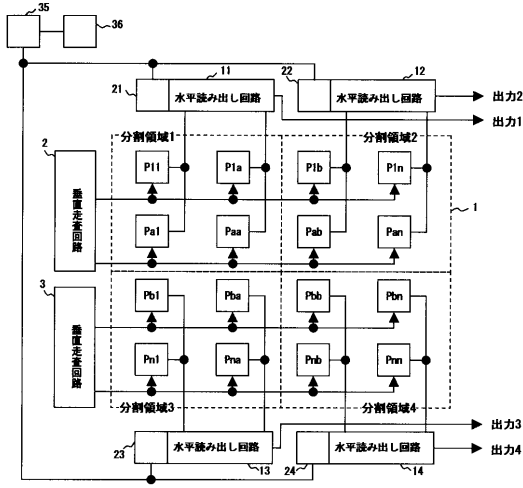 35
36
11
22
12
21
水平読み出し回路
水平読み出し回路
出力2
出力1
分割領域1
分割領域2
2
垂直走査回路
P11
P1a
P1b
P1n
1
Pa1
Paa
Pab
Pan
3
垂直走査回路
Pb1
Pba
Pbb
Pbn
Pn1
Pna
Pnb
Pnn
分割領域3
分割領域4
出力3
水平読み出し回路
水平読み出し回路
出力4
23
13
24
14